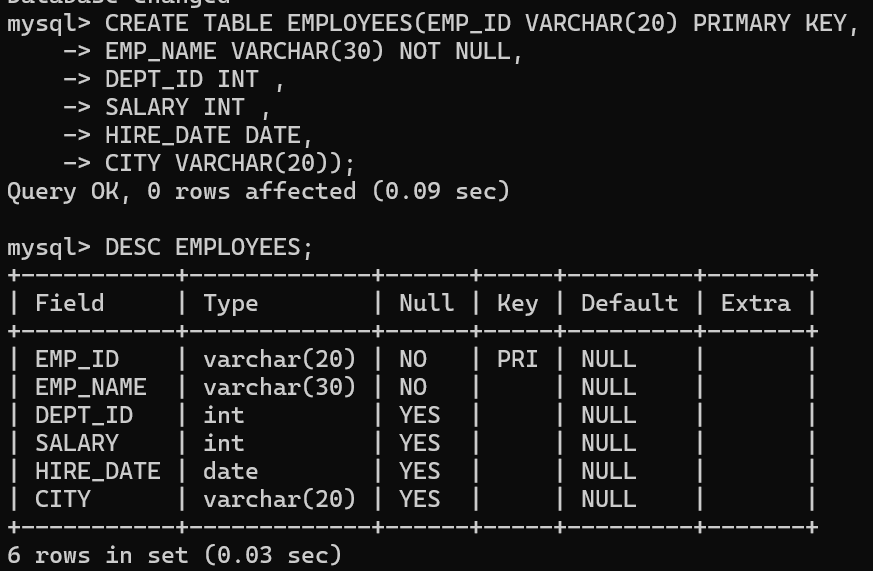 Database changed
mysql> CREATE TABLE EMPLOYEES(EMP_ID VARCHAR(20) PRIMARY KEY,
    -> EMP_NAME VARCHAR(30) NOT NULL,
    -> DEPT_ID INT ,
    -> SALARY INT ,
    -> HIRE_DATE DATE,
    -> CITY VARCHAR(20));
Query OK, 0 rows affected (0.09 sec)

mysql> DESC EMPLOYEES;
+-----------+-------------+------+-----+---------+-------+
| Field     | Type        | Null | Key | Default | Extra |
+-----------+-------------+------+-----+---------+-------+
| EMP_ID    | varchar(20) | NO   | PRI | NULL    |       |
| EMP_NAME  | varchar(30) | NO   |     | NULL    |       |
| DEPT_ID   | int         | YES  |     | NULL    |       |
| SALARY    | int         | YES  |     | NULL    |       |
| HIRE_DATE | date        | YES  |     | NULL    |       |
| CITY      | varchar(20) | YES  |     | NULL    |       |
+-----------+-------------+------+-----+---------+-------+
6 rows in set (0.03 sec)